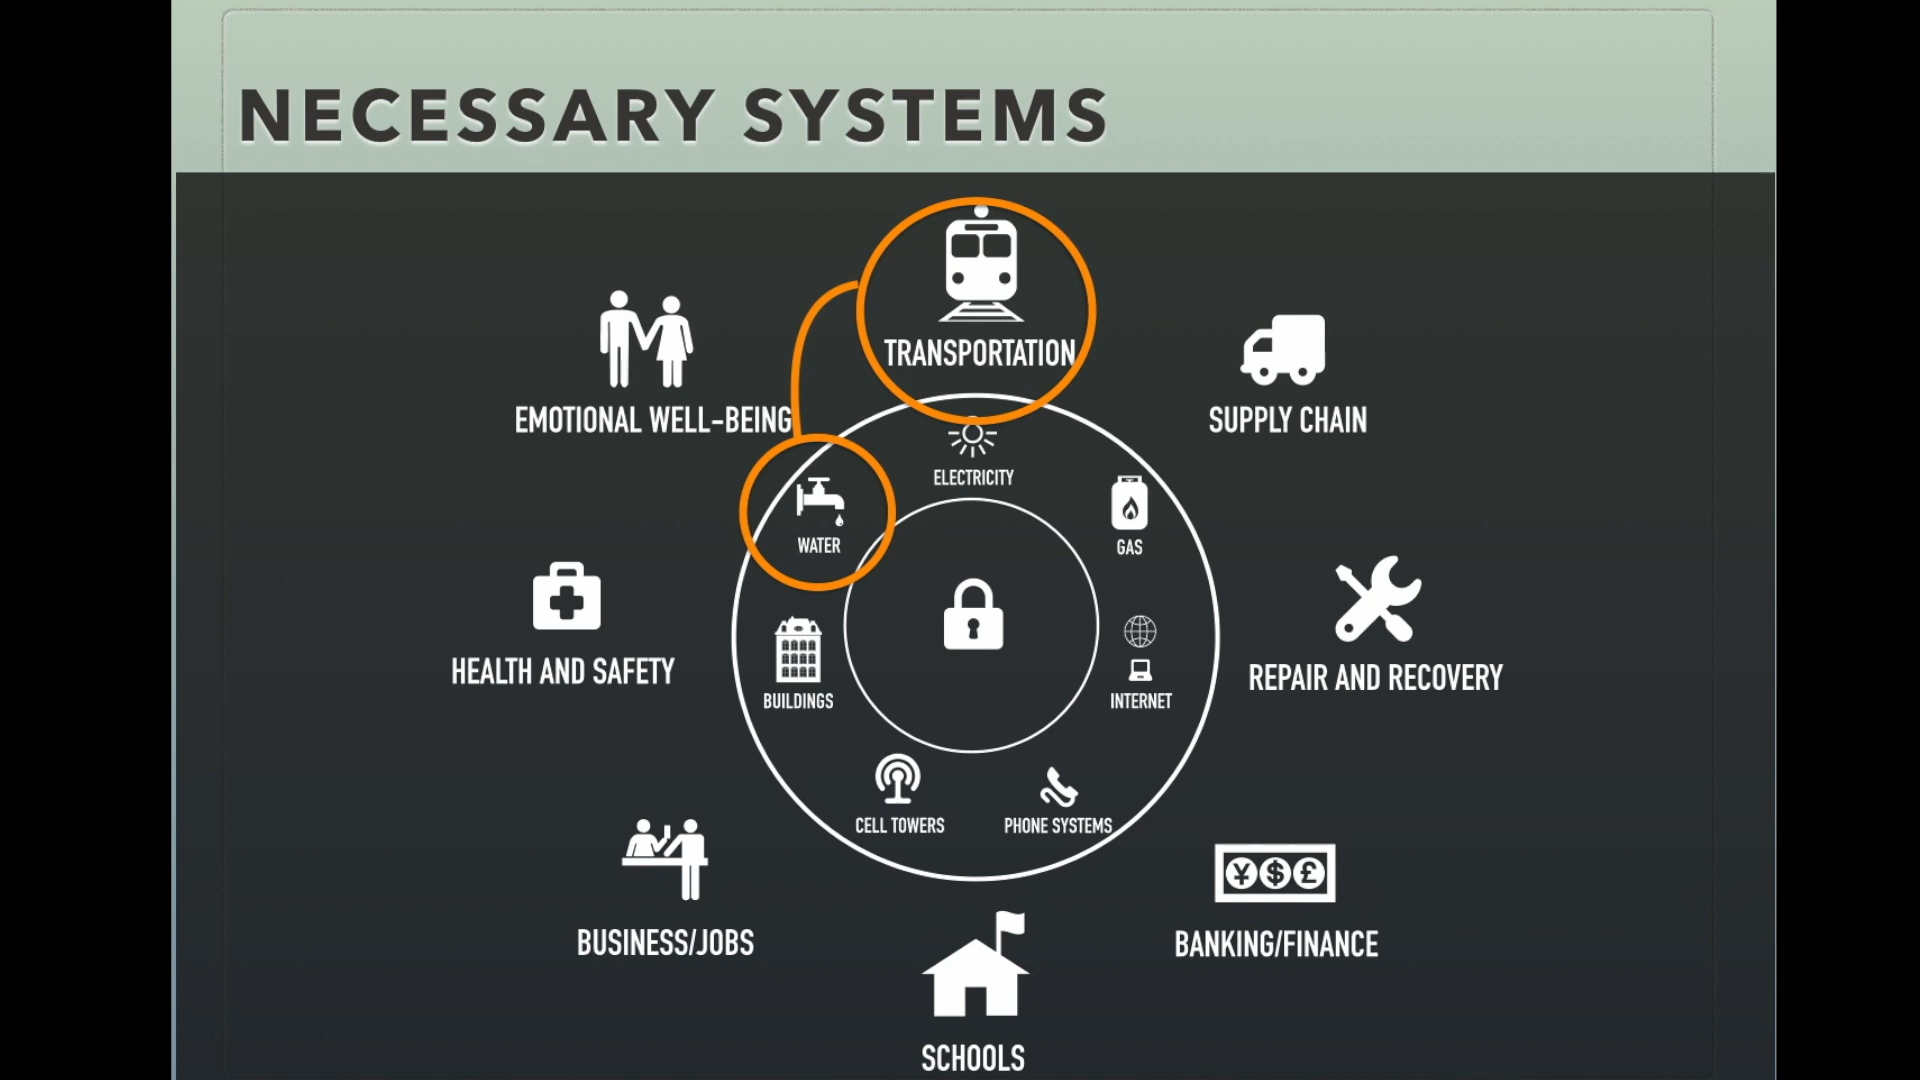 NECESSARY SYSTEMS
TRANSPORTATION
EMOTIONAL WELL-BEING
SUPPLY CHAIN
ELECTRICITY
WATER
GAS
HEALTH AND SAFETY
REPAIR AND RECOVERY
BUILDINGS
INTERNET
CELL TOWERS
PHONE SYSTEMS
¥ $ £
BUSINESS/JOBS
BANKING/FINANCE
SCHOOLS